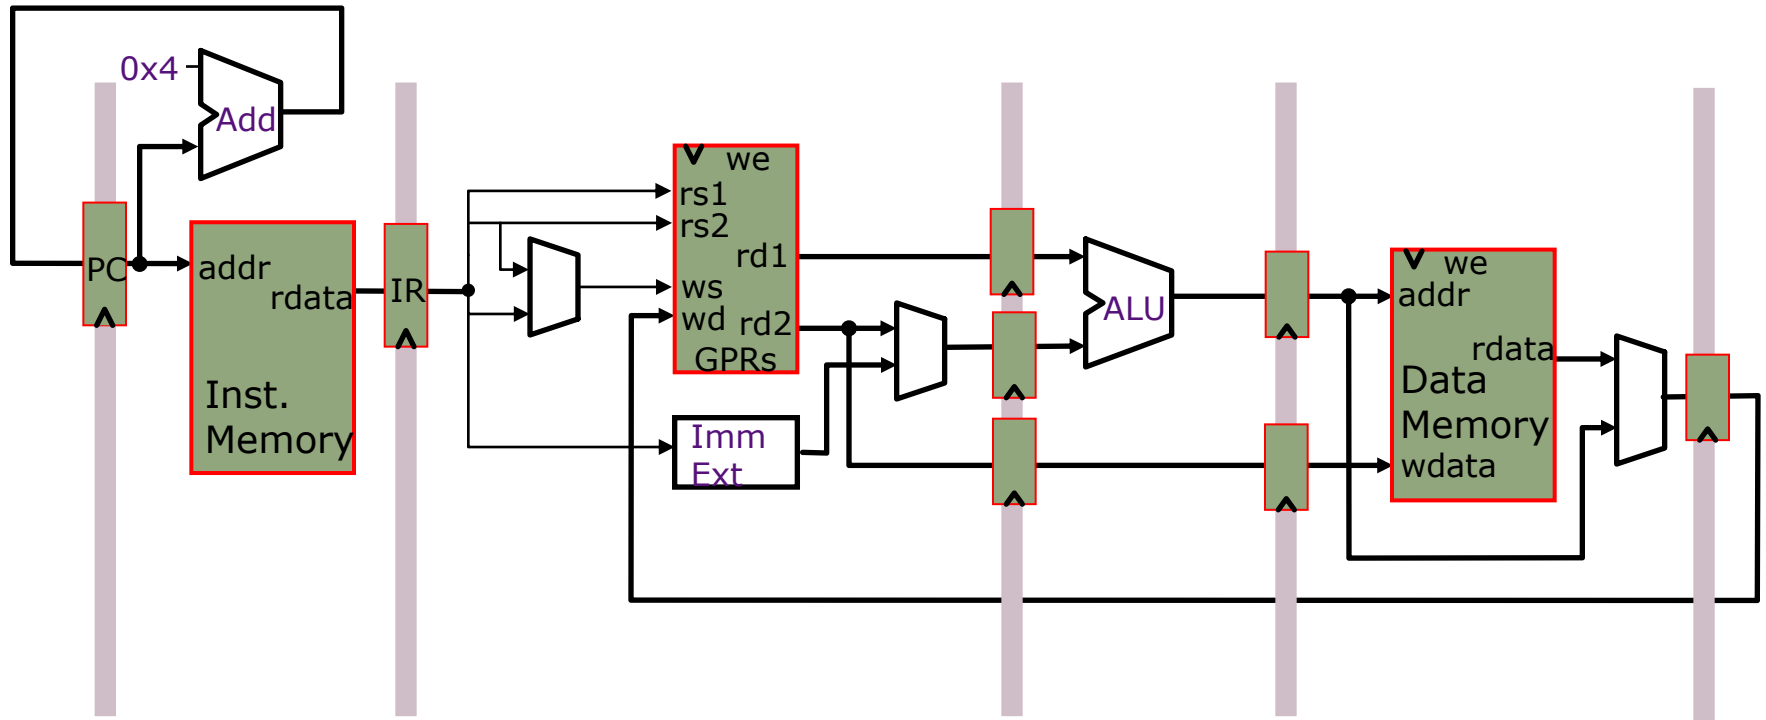 0x4
Add
PC
addr
rdata
Inst.
Memory
IR
we
rs1
rs2
rd1
ws
wd
rd2
GPRs
Imm
Ext
ALU
we
addr
rdata
Data
Memory
wdata